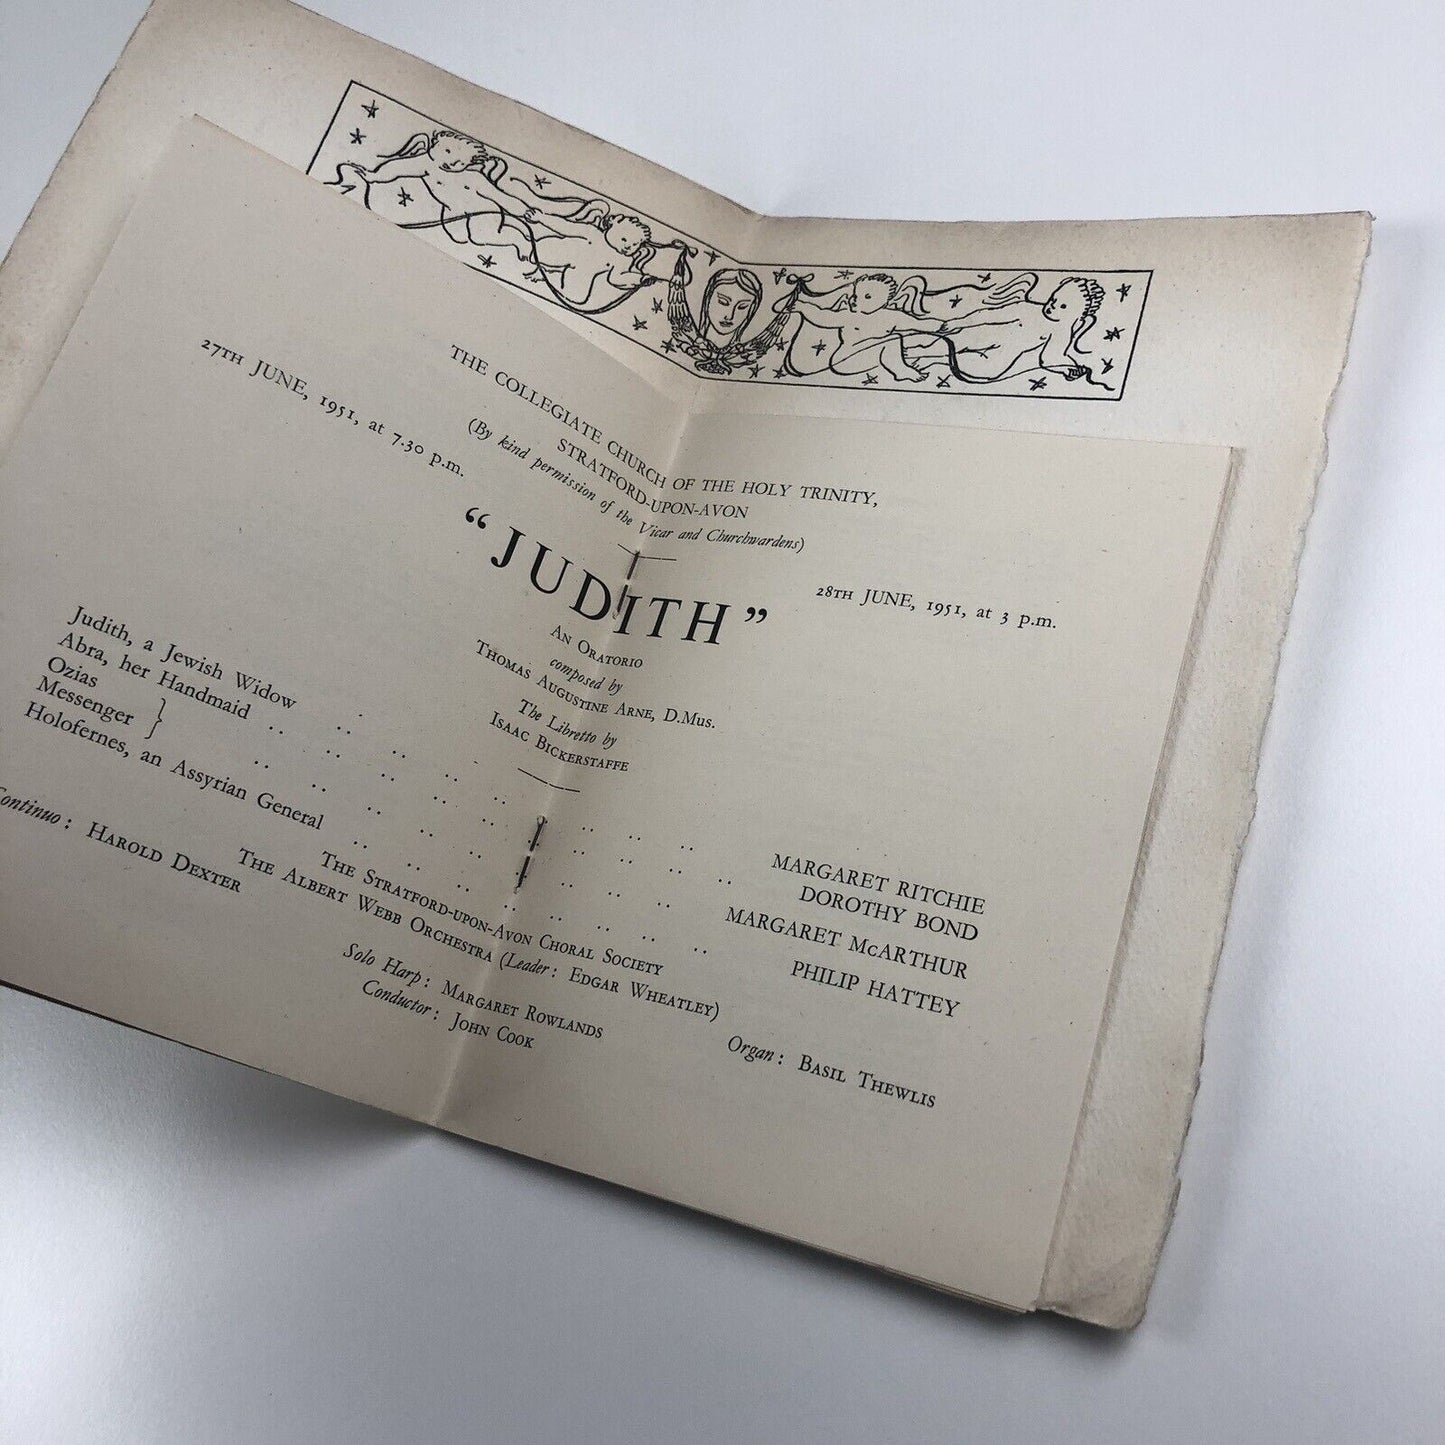 THE COLLEGIATE CHURCH OF THE HOLY TRINITY,
STRATFORD-UPON-AVON
(By kind permission of the Vicar and Churchwardens)
27TH JUNE, 1951, at 7.30 p.m.
28TH JUNE, 1951, at 3 p.m.
“JUDITH”
AN ORATORIO
composed by
THOMAS AUGUSTINE ARNE, D.MUS.
The Libretto by
ISAAC BICKERSTAFFE
Judith, a Jewish Widow .. .. .. .. .. .. .. .. MARGARET RITCHIE
Abra, her Handmaid .. .. .. .. .. .. .. .. DOROTHY BOND
Ozias
Messenger } .. .. .. .. .. .. .. .. MARGARET McARTHUR
Holofernes, an Assyrian General .. .. .. .. .. .. .. PHILIP HATTEY
THE STRATFORD-UPON-AVON CHORAL SOCIETY
THE ALBERT WEBB ORCHESTRA (Leader: EDGAR WHEATLEY)
Continuo: HAROLD DEXTER
Solo Harp: MARGARET ROWLANDS
Organ: BASIL THEWLIS
Conductor: JOHN COOK